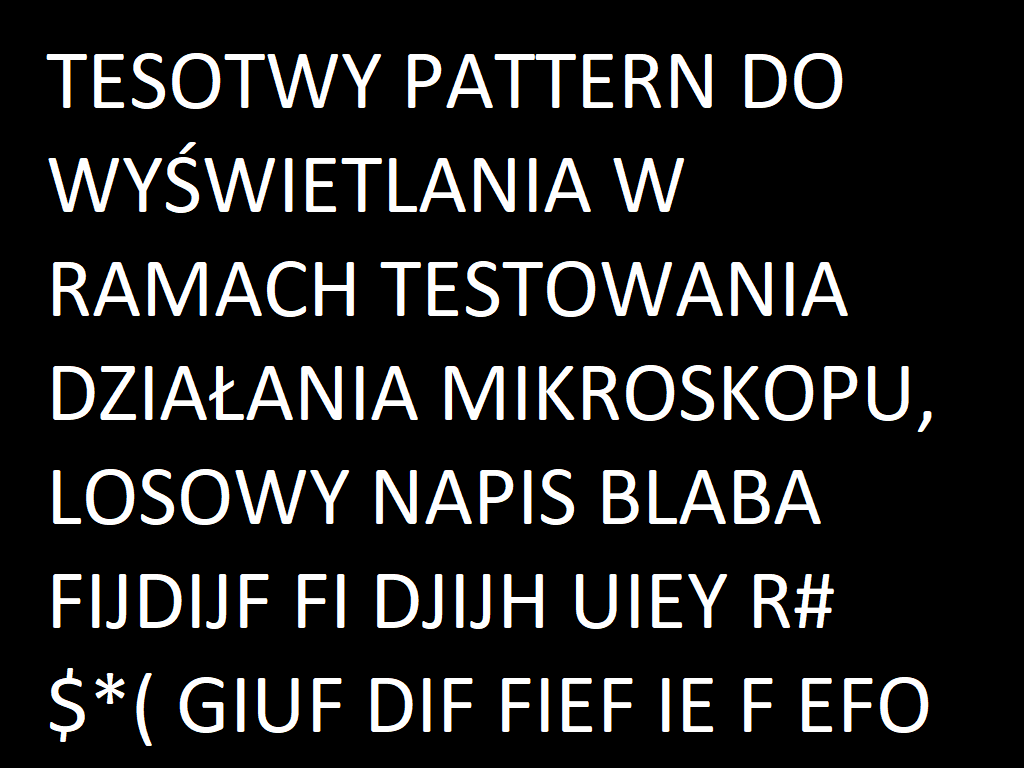 TESOTWY PATTERN DO
WYŚWIETLANIA W
RAMACH TESTOWANIA
DZIAŁANIA MIKROSKOPU,
LOSOWY NAPIS BLABA
FIJDIJF FI DJIJH UIEY R#
$*( GIUF DIF FIEF IE F EFO